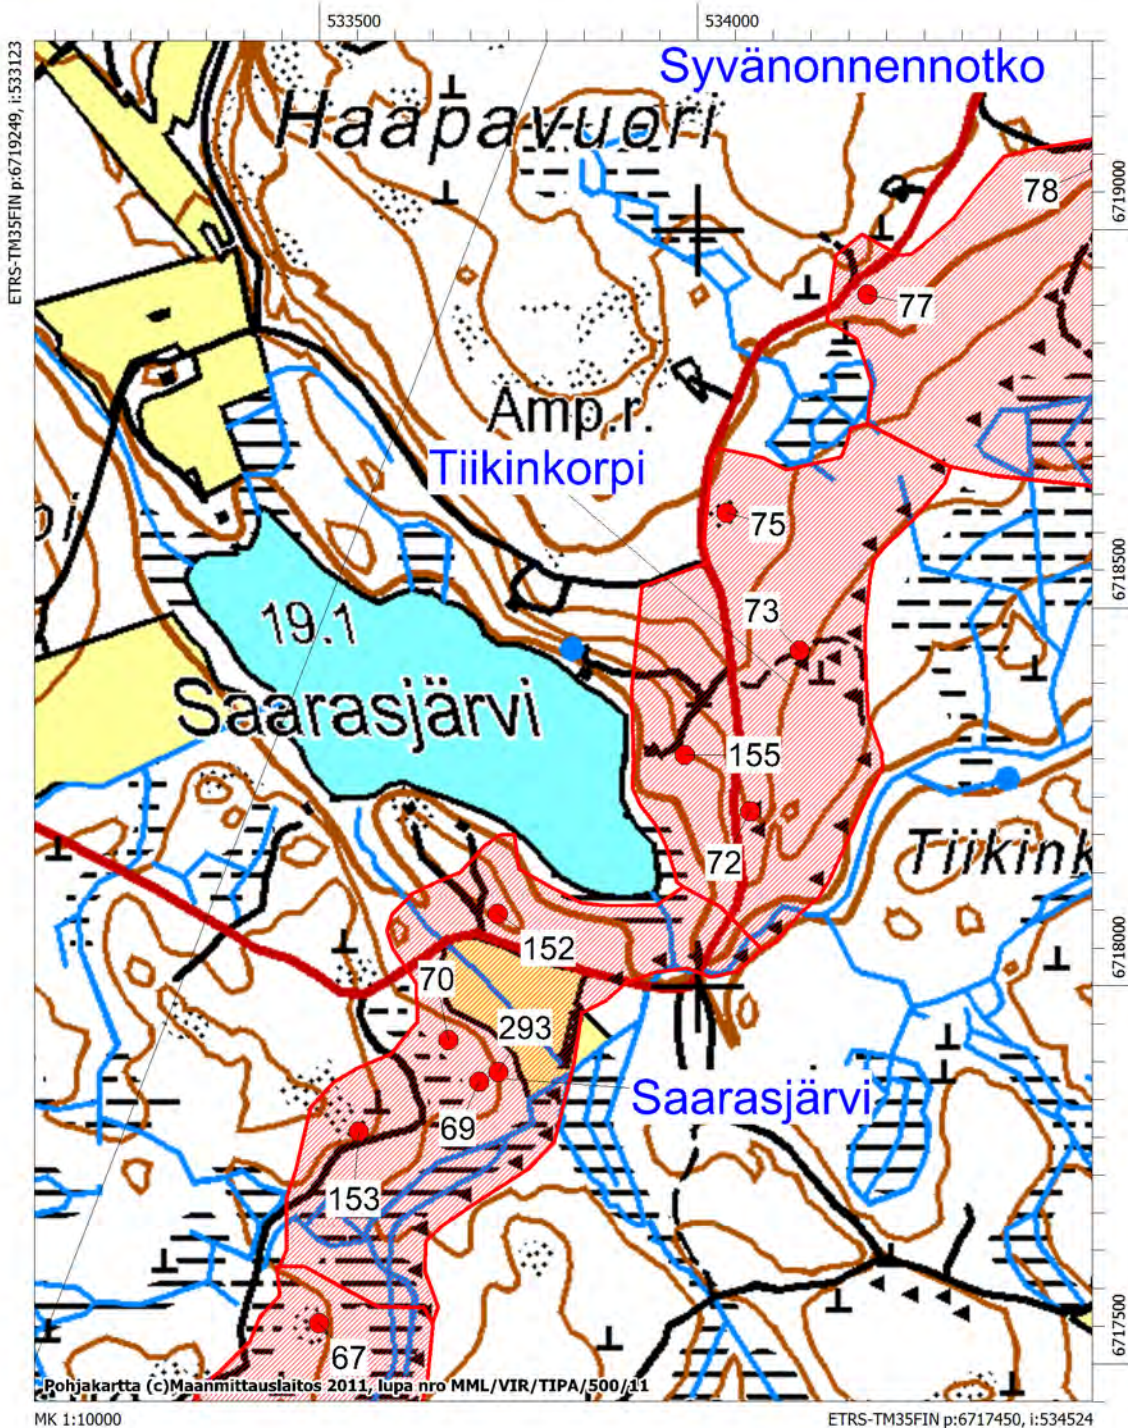 533500
534000
ETRS-TM35FIN p:6719249, i:533123
Syvänonnennotko
Haapavuori
78
6719000
77
Amp.r.
Tiikinkorpi
pi
75
6718500
73
19.1
Saarasjärvi
155
72
Tiikink
152
6718000
70
293
Saarasjärvi
69
153
67
6717500
Pohjakartta (c)Maanmittauslaitos 2011, lupa nro MML/VIR/TIPA/500/11
MK 1:10000
ETRS-TM35FIN p:6717450, i:534524